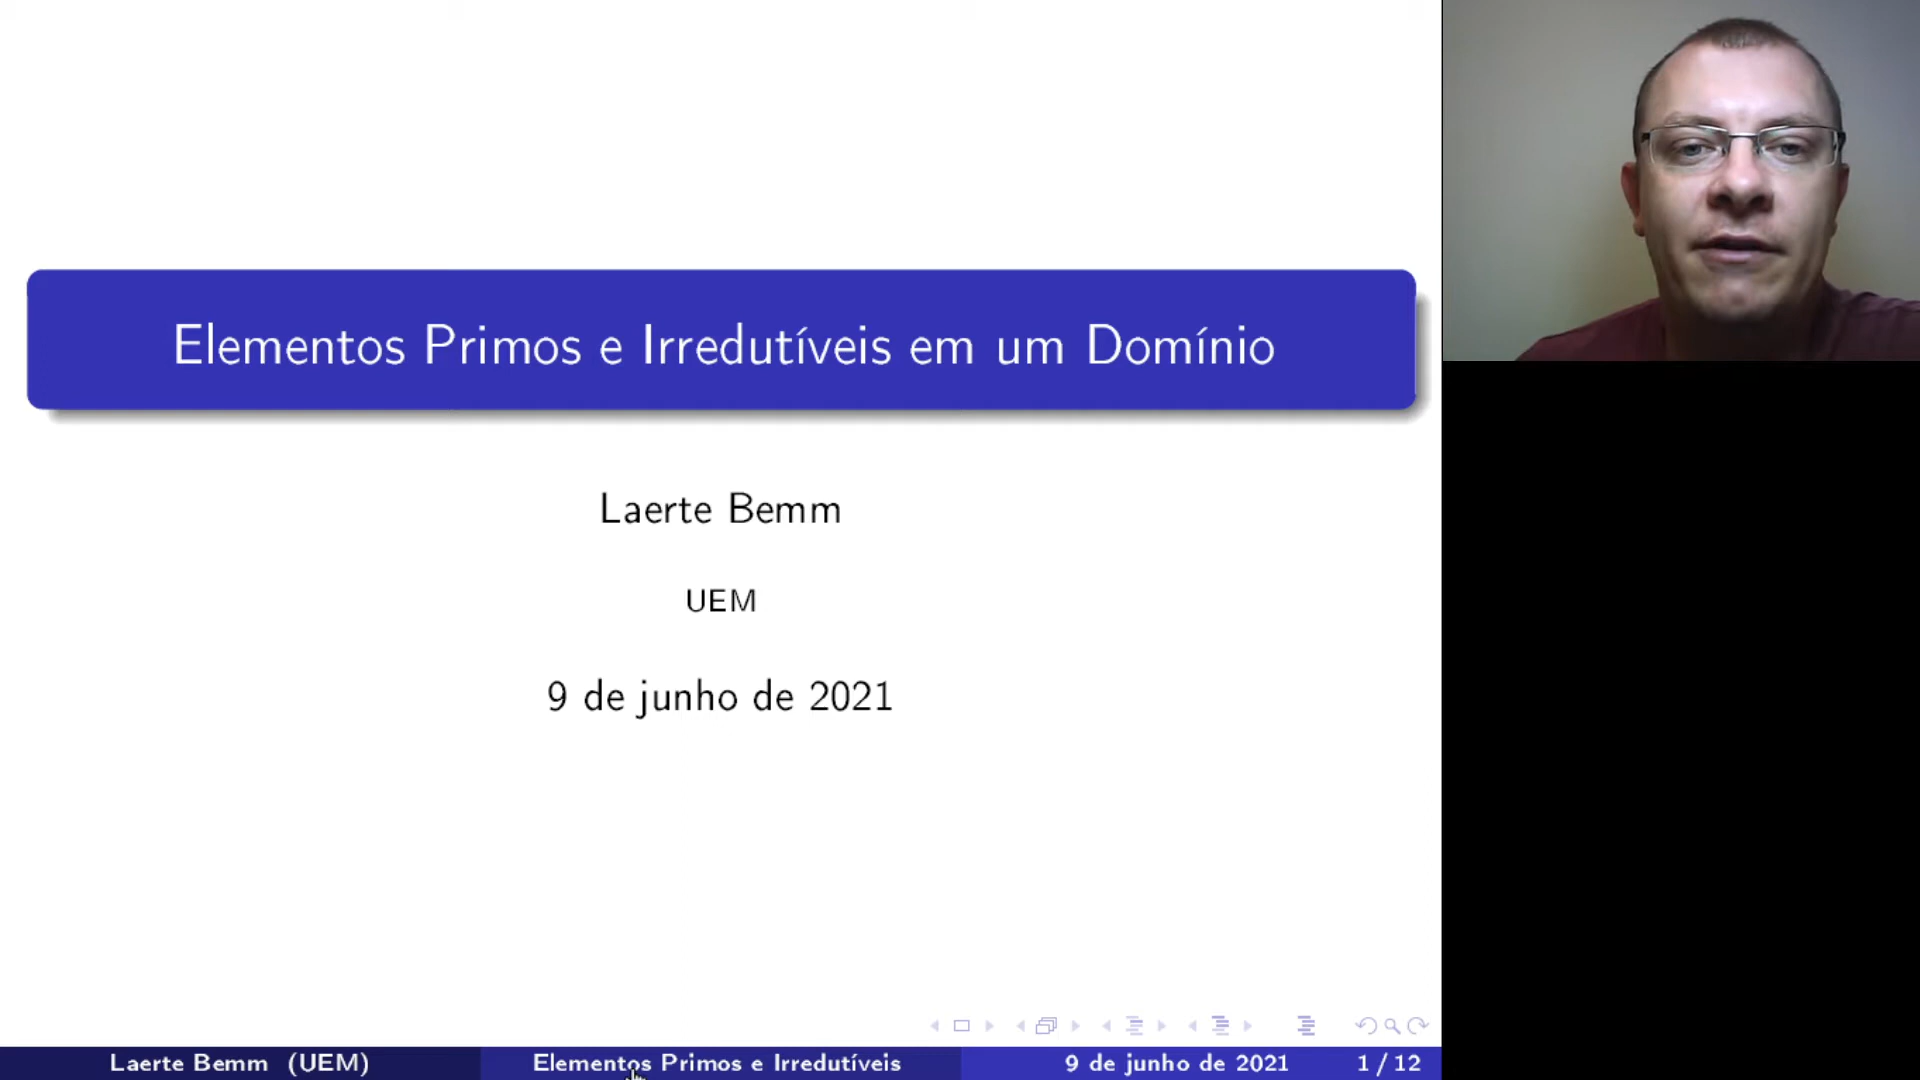 Elementos Primos e Irredutíveis em um Domínio
Laerte Bemm
UEM
9 de junho de 2021
Laerte Bemm (UEM)
Elementos Primos e Irredutíveis
9 de junho de 2021
1 / 12